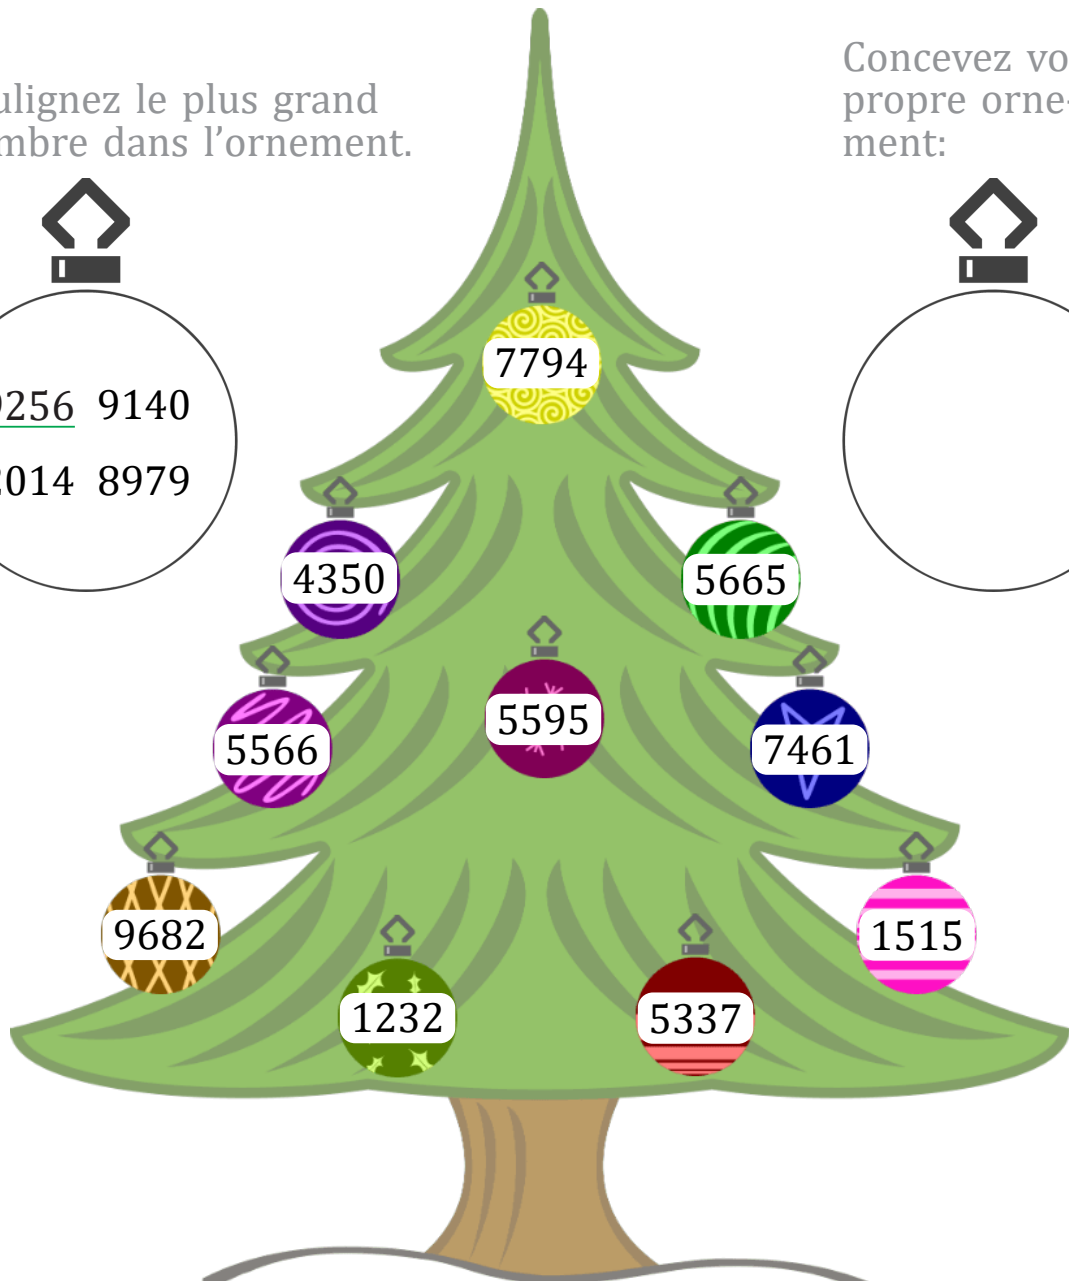 ulignez le plus grand
mbre dans l'ornement.
256 9140
014 8979
Concevez vo
propre orne-
ment:
7794
4350
5665
5595
5566
7461
9682
1515
1232
5337